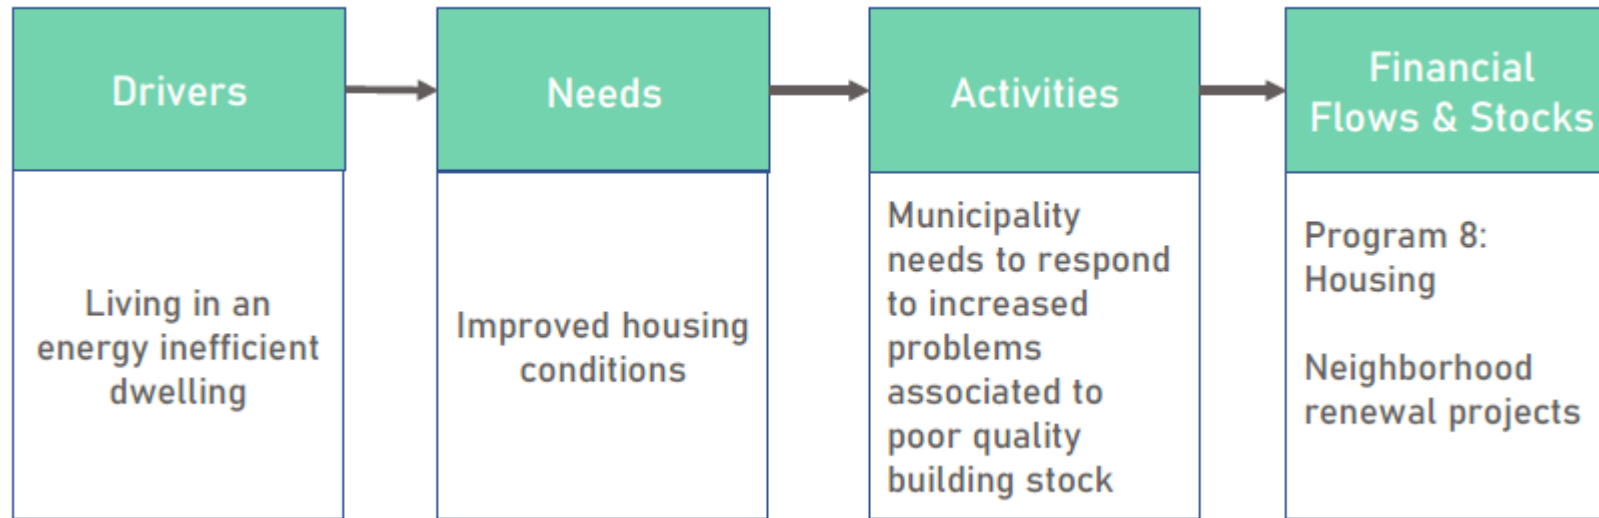 Drivers
Needs
Activities
Financial
Flows & Stocks
Living in an
energy inefficient
dwelling
Improved housing
conditions
Municipality
needs to respond
to increased
problems
associated to
poor quality
building stock
Program 8:
Housing
Neighborhood
renewal projects